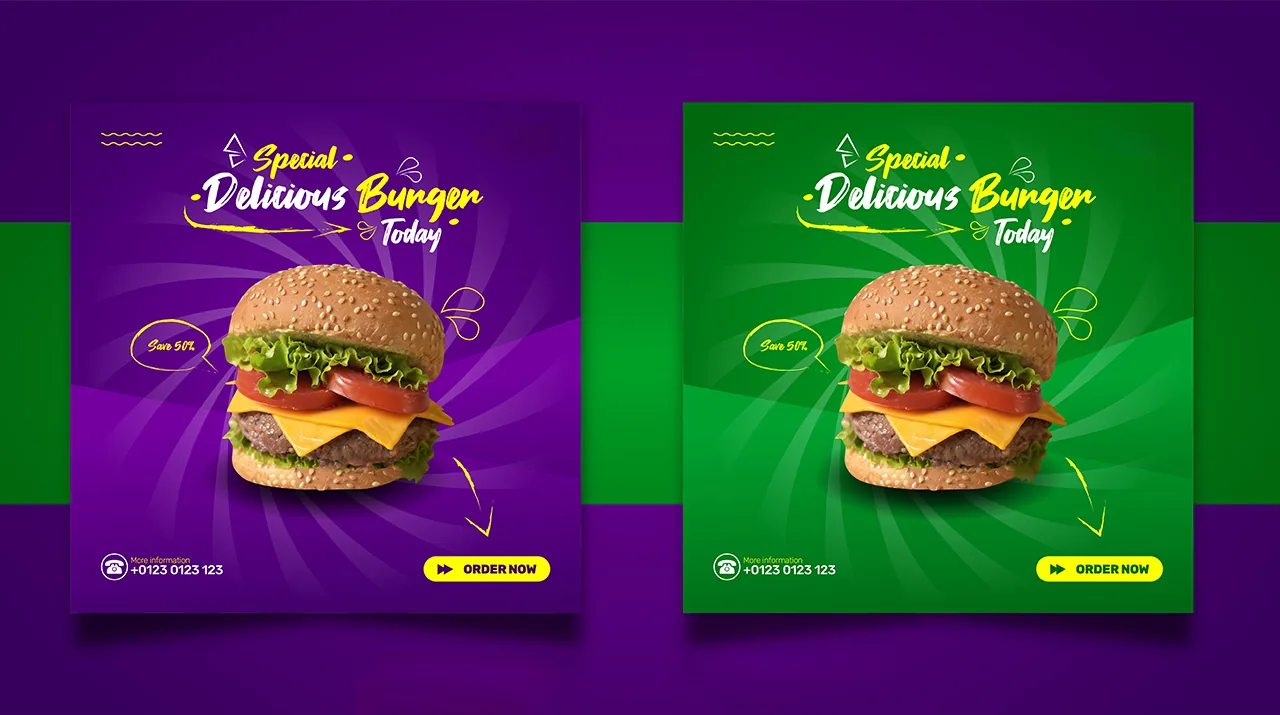 Special
Delicious Burger
Today
Save 50%
More information
+0123 0123 123
ORDER NOW
Special
Delicious Burger
Today
Save 50%
More information
+0123 0123 123
ORDER NOW